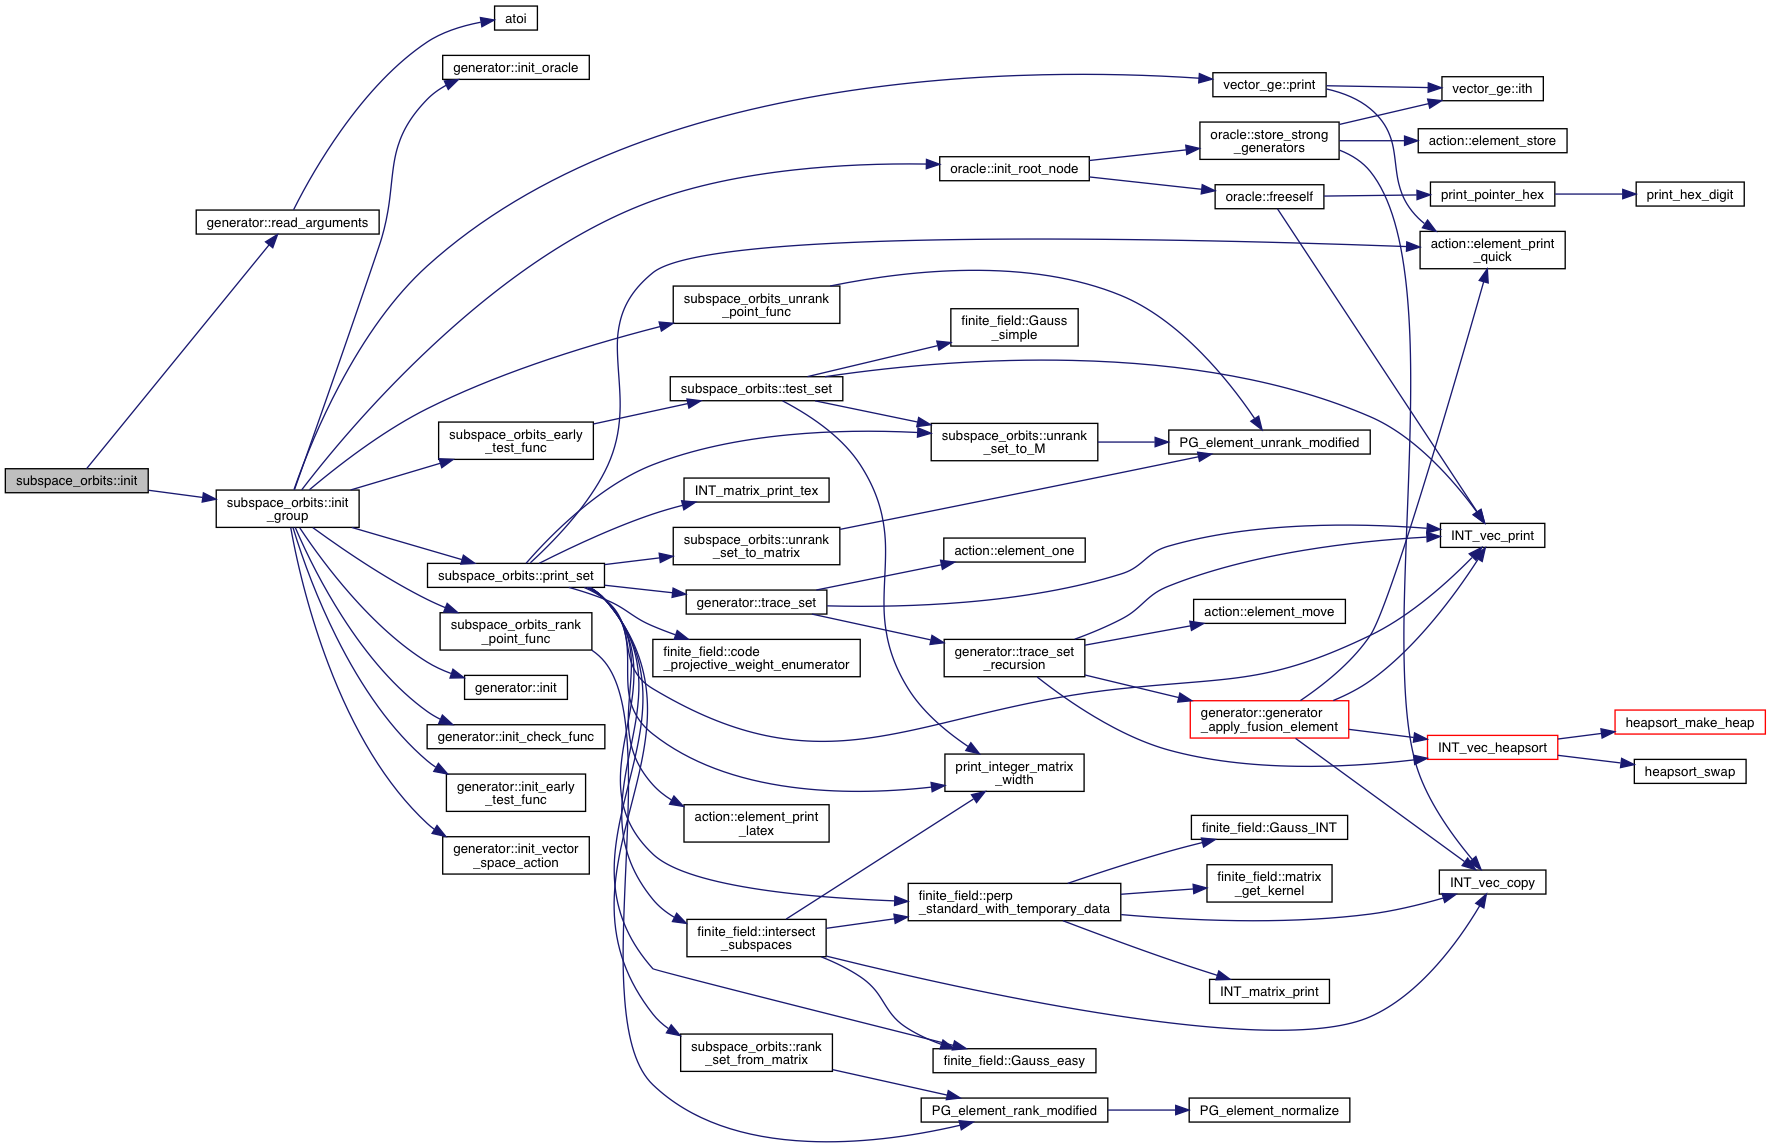 atoi
generator::init_oracle
vector_ge::print
vector_ge::ith
oracle::store_strong
_generators
action::element_store
oracle::init_root_node
oracle::freeself
print_pointer_hex
print_hex_digit
generator::read_arguments
action::element_print
_quick
subspace_orbits_unrank
_point_func
finite_field::Gauss
_simple
subspace_orbits::test_set
subspace_orbits_early
_test_func
subspace_orbits::unrank
_set_to_M
PG_element_unrank_modified
subspace_orbits::init
INT_matrix_print_tex
subspace_orbits::init
_group
subspace_orbits::unrank
_set_to_matrix
action::element_one
INT_vec_print
subspace_orbits::print_set
generator::trace_set
action::element_move
subspace_orbits_rank
_point_func
finite_field::code
_projective_weight_enumerator
generator::trace_set
_recursion
generator::init
generator::generator
_apply_fusion_element
heapsort_make_heap
generator::init_check_func
INT_vec_heapsort
heapsort_swap
print_integer_matrix
_width
generator::init_early
_test_func
action::element_print
_latex
finite_field::Gauss_INT
generator::init_vector
_space_action
finite_field::matrix
_get_kernel
INT_vec_copy
finite_field::perp
_standard_with_temporary_data
finite_field::intersect
_subspaces
INT_matrix_print
subspace_orbits::rank
_set_from_matrix
finite_field::Gauss_easy
PG_element_rank_modified
PG_element_normalize